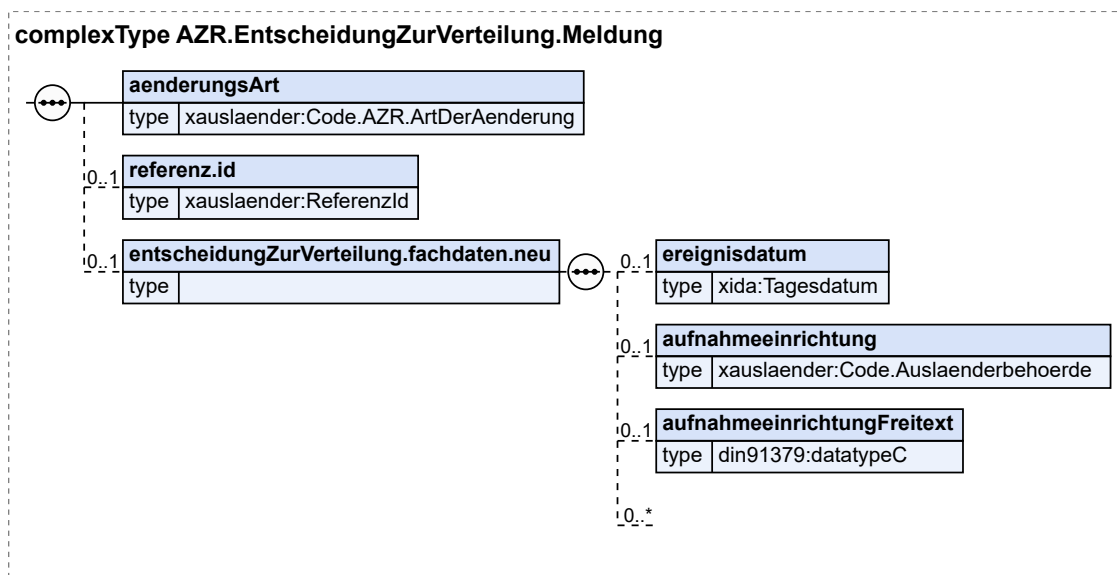 complexType AZR.EntscheidungZurVerteilung.Meldung
aenderungsArt
type xauslaender:Code.AZR.ArtDerAenderung
0..1
referenz.id
type xauslaender:ReferenzId
0..1
entscheidungZurVerteilung.fachdaten.neu
type
0..1
ereignisdatum
type xida:Tagesdatum
0..1
aufnahmeeinrichtung
type xauslaender:Code.Auslaenderbehoerde
0..1
aufnahmeeinrichtungFreitext
type din91379:datatypeC
0..*